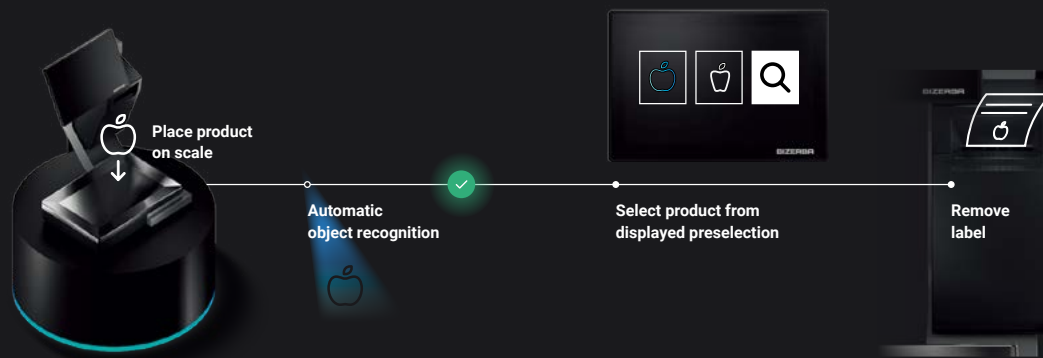 Place product
on scale
BIZERBA
BIZERBA
Automatic
object recognition
Select product from
displayed preselection
Remove
label